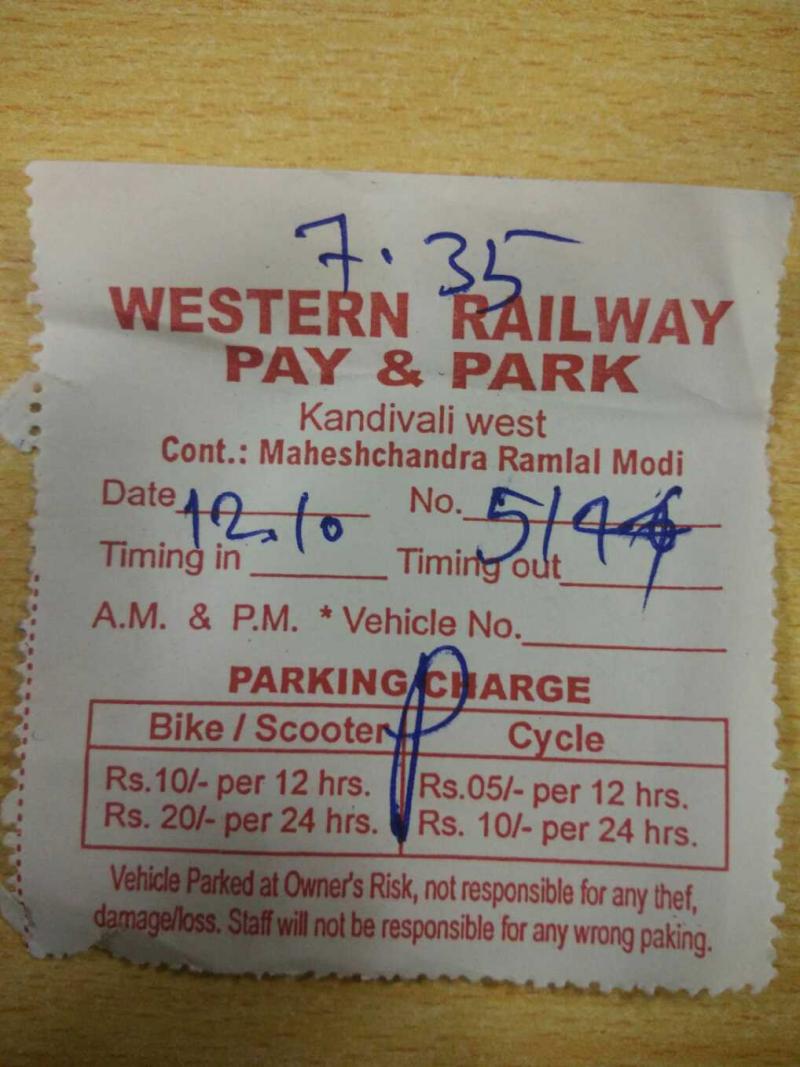 7.35
WESTERN RAILWAY
PAY & PARK
Kandivali west
Cont.: Maheshchandra Ramlal Modi
Date 12.10 No.
Timing in Timing out
A.M. & P.M. * Vehicle No.
PARKING CHARGE
Bike / Scooter Cycle
Rs.10/- per 12 hrs. Rs.05/- per 12 hrs.
Rs. 20/- per 24 hrs. Rs. 10/- per 24 hrs.
Vehicle Parked at Owner's Risk, not responsible for any thef,
damage/loss. Staff will not be responsible for any wrong paking.